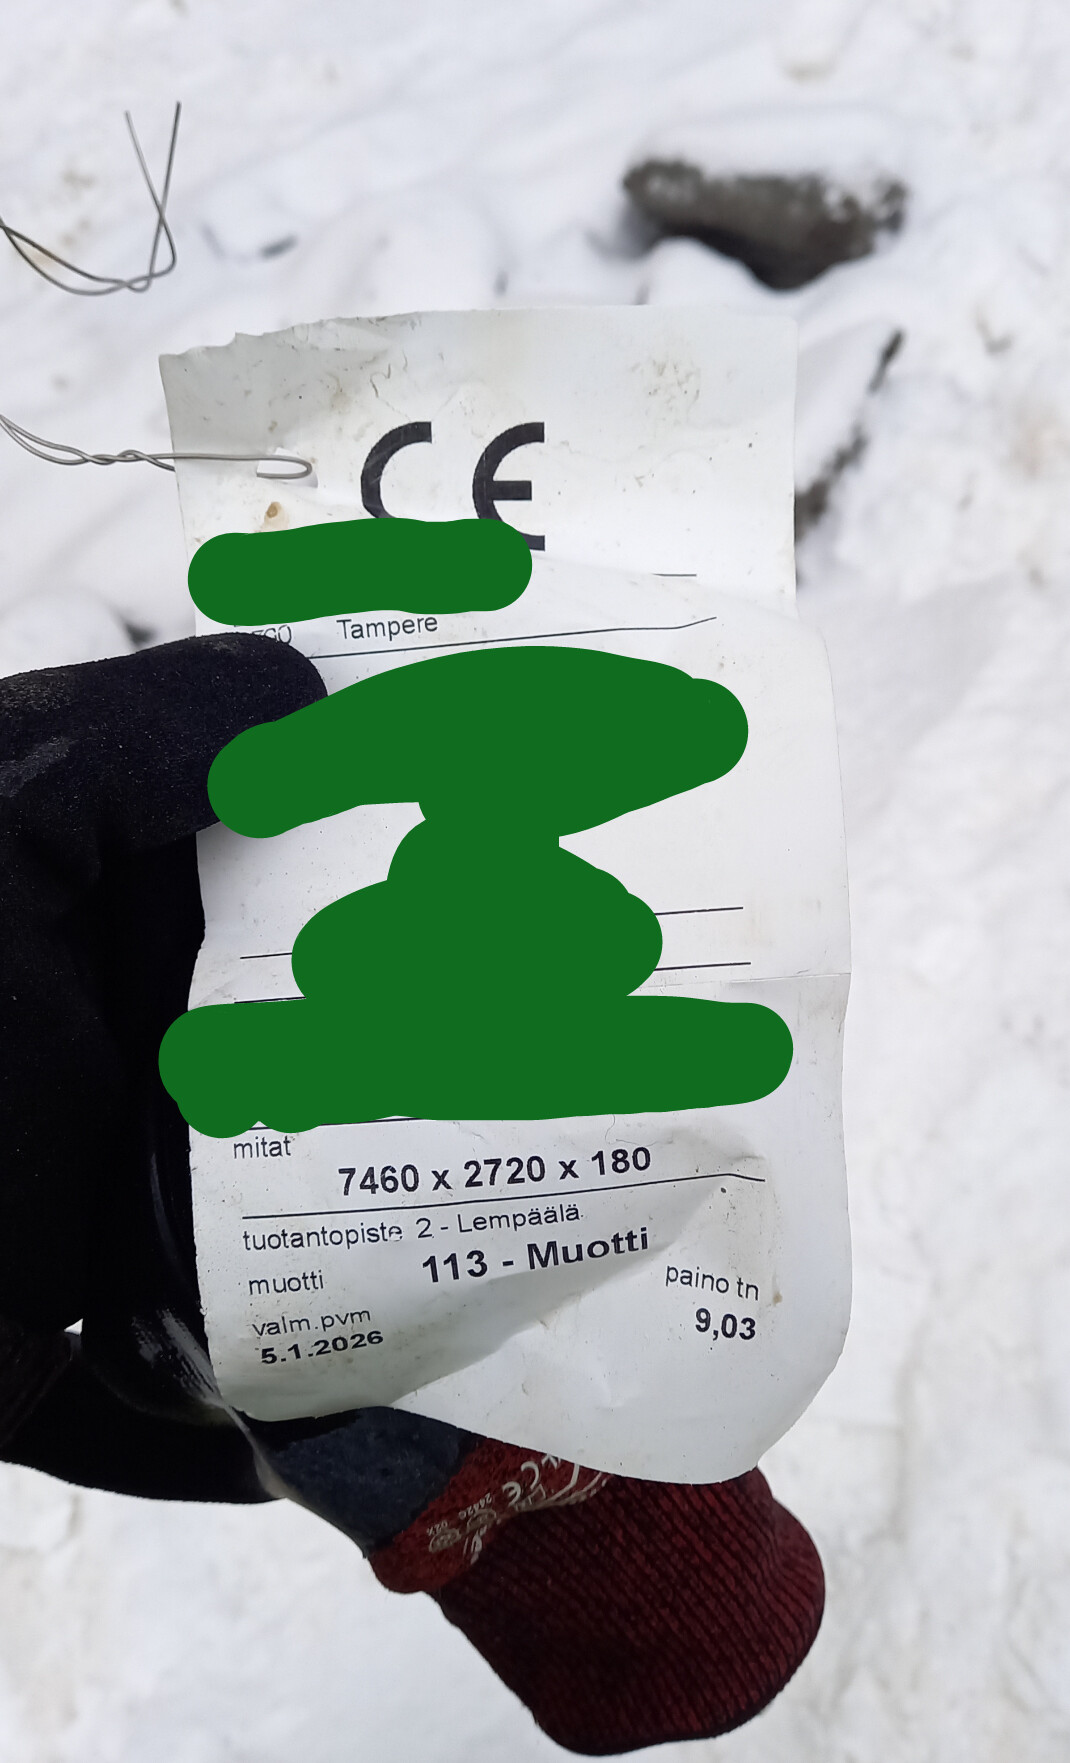 CE
Tampere
mitat
7460 x 2720 x 180
tuotantopiste 2 - Lempäälä
muotti 113 - Muotti
valm.pvm paino tn
5.1.2026 9,03
CE